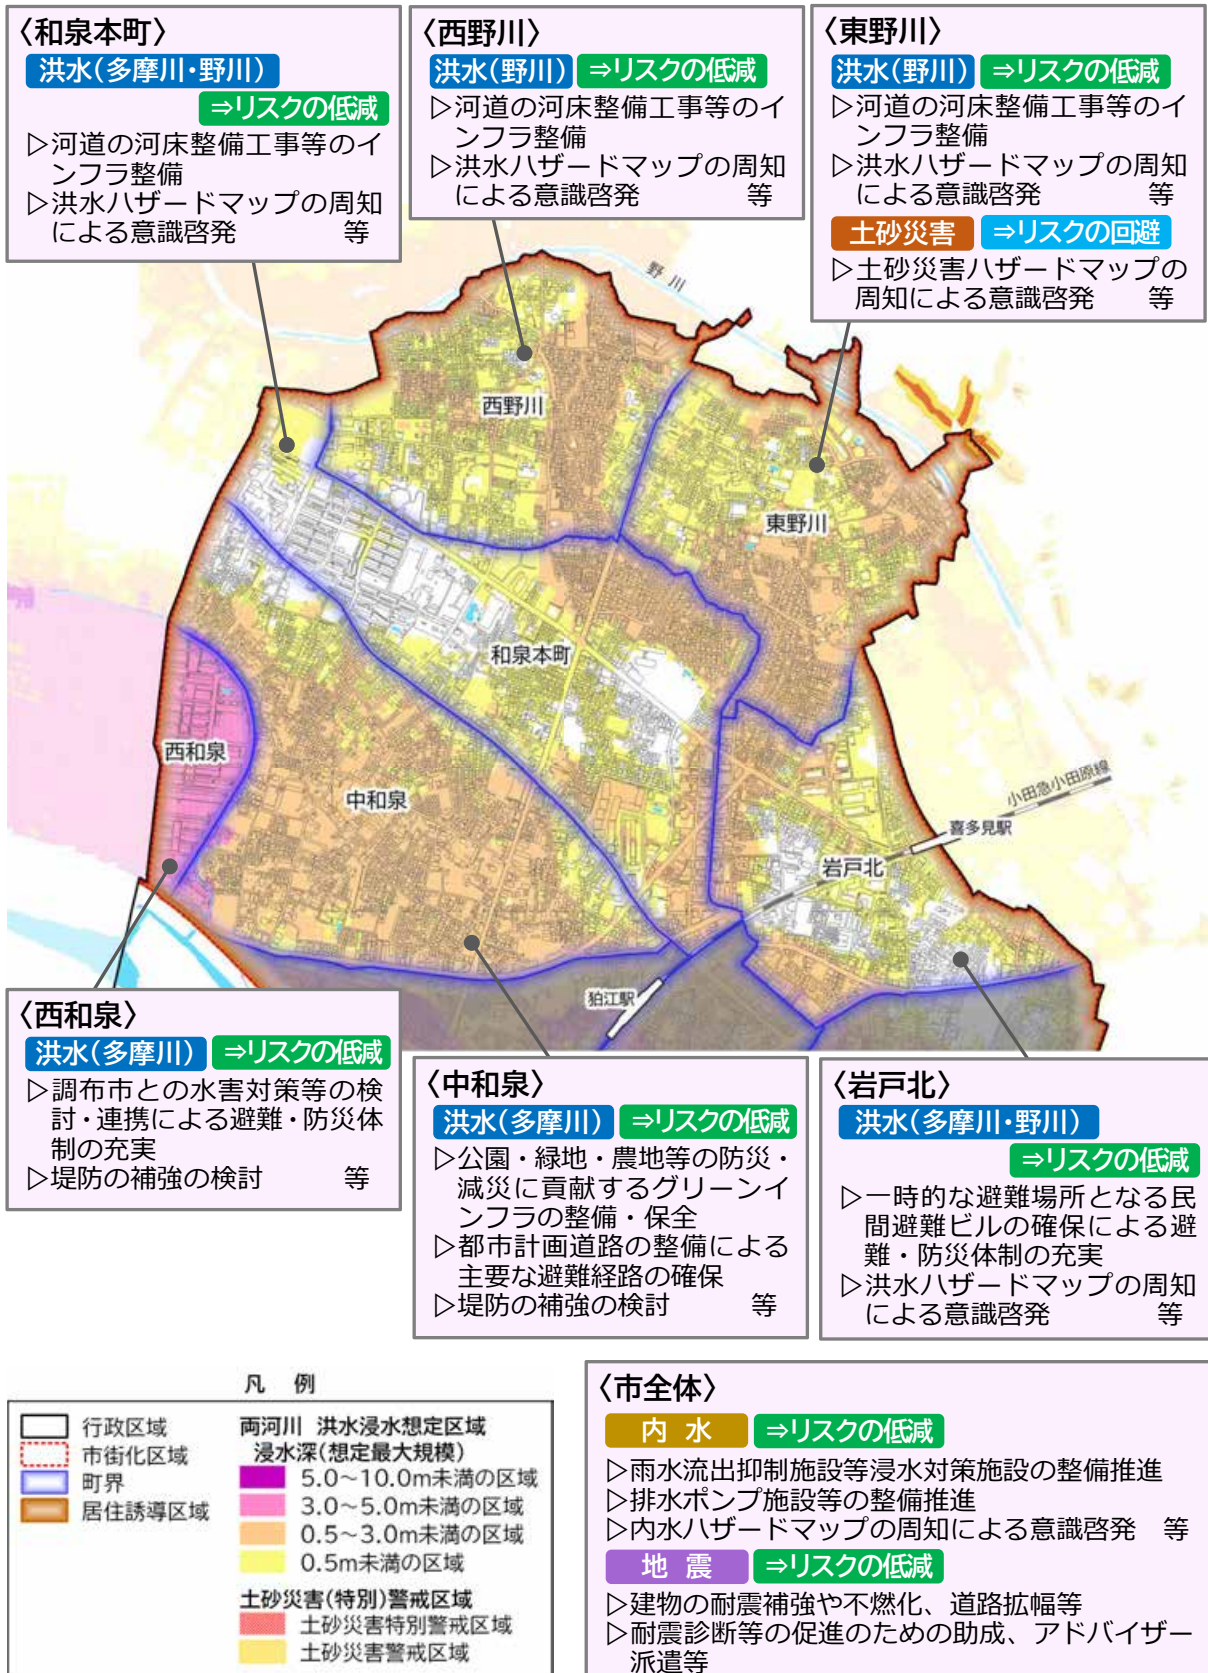 〈和泉本町〉
洪水(多摩川・野川)
⇒リスクの低減
▷河道の河床整備工事等のイ
ンフラ整備
▷洪水ハザードマップの周知
による意識啓発 等
〈西野川〉
洪水(野川) ⇒リスクの低減
▷河道の河床整備工事等のイ
ンフラ整備
▷洪水ハザードマップの周知
による意識啓発 等
〈東野川〉
洪水(野川) ⇒リスクの低減
▷河道の河床整備工事等のイ
ンフラ整備
▷洪水ハザードマップの周知
による意識啓発 等
土砂災害 ⇒リスクの回避
▷土砂災害ハザードマップの
周知による意識啓発 等
野川
西野川
東野川
和泉本町
西和泉
中和泉
小田急小田原線
喜多見駅
岩戸北
狛江駅
〈西和泉〉
洪水(多摩川) ⇒リスクの低減
▷調布市との水害対策等の検
討・連携による避難・防災体
制の充実
▷堤防の補強の検討 等
〈中和泉〉
洪水(多摩川) ⇒リスクの低減
▷公園・緑地・農地等の防災・
減災に貢献するグリーンイ
ンフラの整備・保全
▷都市計画道路の整備による
主要な避難経路の確保
▷堤防の補強の検討 等
〈岩戸北〉
洪水(多摩川・野川)
⇒リスクの低減
▷一時的な避難場所となる民
間避難ビルの確保による避
難・防災体制の充実
▷洪水ハザードマップの周知
による意識啓発 等
凡 例
行政区域
市街化区域
町界
居住誘導区域
両河川 洪水浸水想定区域
浸水深(想定最大規模)
5.0~10.0m未満の区域
3.0~5.0m未満の区域
0.5~3.0m未満の区域
0.5m未満の区域
土砂災害(特別)警戒区域
土砂災害特別警戒区域
土砂災害警戒区域
〈市全体〉
内 水 ⇒リスクの低減
▷雨水流出抑制施設等浸水対策施設の整備推進
▷排水ポンプ施設等の整備推進
▷内水ハザードマップの周知による意識啓発 等
地 震 ⇒リスクの低減
▷建物の耐震補強や不燃化、道路拡幅等
▷耐震診断等の促進のための助成、アドバイザー
派遣等